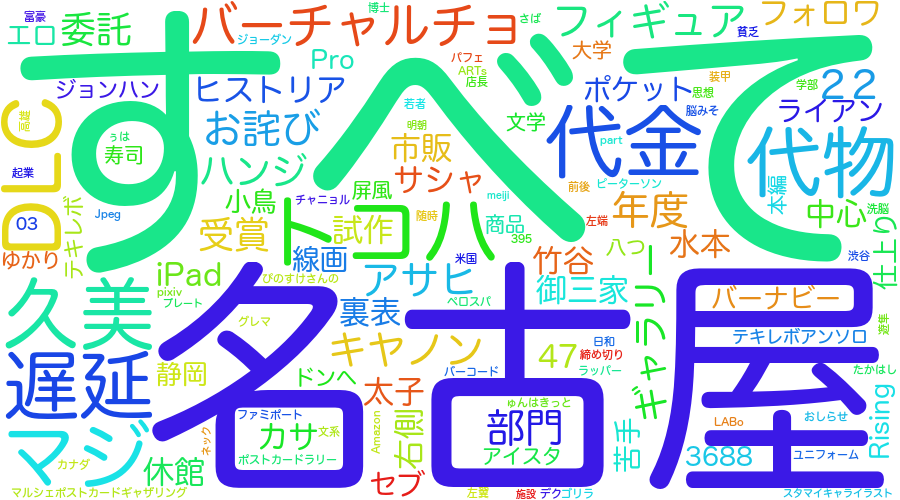 富豪
博士
さば
エロ
委託
バーチャルチョ
ジョーダン
フィギュア
フォロワ
貧乏
Pro
パフェ
ARTs
店長
大学
装甲
学部
思想
22
ジョンハン
ヒストリア
ポケット
ライアン
すべて
DLC
お詫び
若者
明朝
文学
代金
脳みそ
代物
寿司
ハンジ
市販
part
起業
サシャ
前後
ピーターソン
本編
小鳥
屏風
チャニョル
meiji
年度
中心
洗脳
03
Jpeg
テキレボ
受賞
トコハ
試作
随時
商品
395
左端
八つ
水本
仕上り
ゆかり
線画
米国
竹谷
渋谷
iPad
ぴのすけさんの
アサヒ
御三家
ギャラリー
バーナビー
pixiv
プレート
ベロスパ
久美
名古屋
裏表
グレマ
キヤノン
47
日和
締め切り
テキレボアンソロ
遅延
静岡
ドンヘ
バーコード
ラッパー
たかはし
太子
ゅんはきっと
Rising
ファミポート
Amazon
右側
部門
LABo
おしらせ
マジ
カサ
文系
ネック
アイスタ
苦手
3688
ユニフォーム
カナダ
休館
ポストカードラリー
セブ
マルシェポストカードギャザリング
左翼
施設
デクゴリラ
スタマイキャライラスト